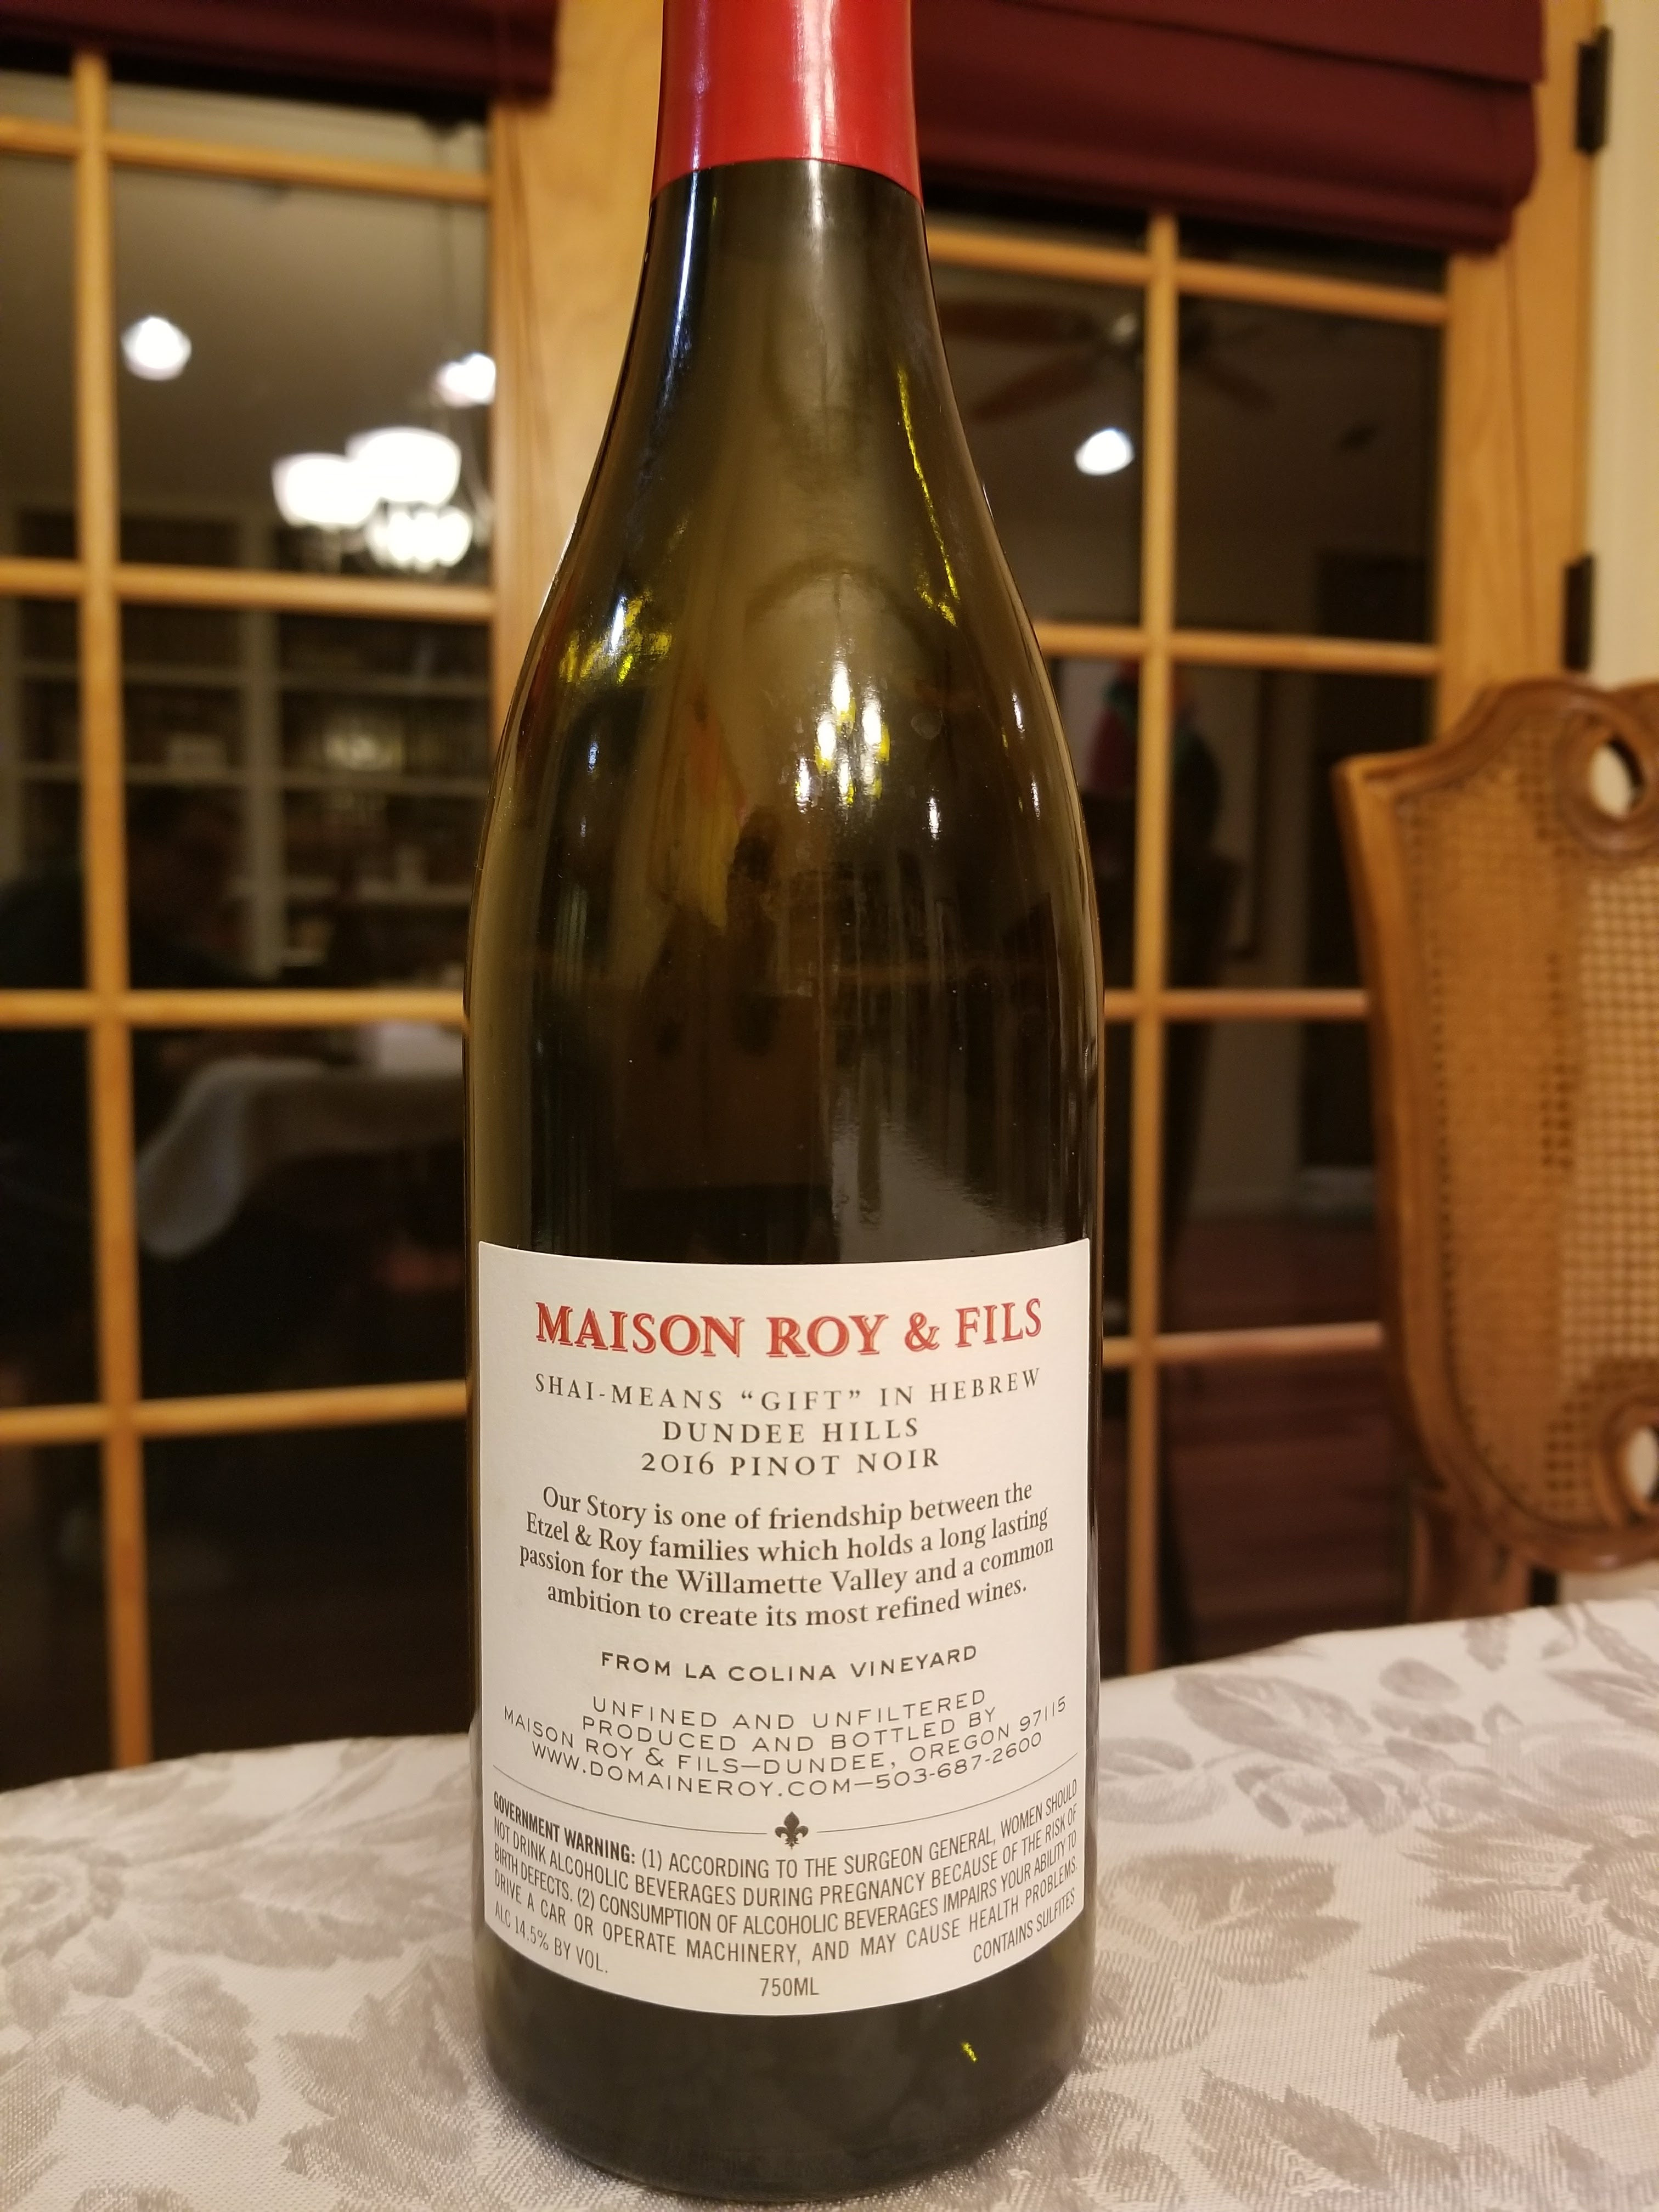 MAISON ROY & FILS
SHAI-MEANS “GIFT” IN HEBREW
DUNDEE HILLS
2016 PINOT NOIR
Our Story is one of friendship between the
Etzel & Roy families which holds a long lasting
passion for the Willamette Valley and a common
ambition to create its most refined wines.
FROM LA COLINA VINEYARD
UNFINED AND UNFILTERED
PRODUCED AND BOTTLED BY
MAISON ROY & FILS—DUNDEE, OREGON 97115
WWW.DOMAINEROY.COM—503-687-2600
GOVERNMENT WARNING: (1) ACCORDING TO THE SURGEON GENERAL, WOMEN SHOULD
NOT DRINK ALCOHOLIC BEVERAGES DURING PREGNANCY BECAUSE OF THE RISK OF
BIRTH DEFECTS. (2) CONSUMPTION OF ALCOHOLIC BEVERAGES IMPAIRS YOUR ABILITY TO
DRIVE A CAR OR OPERATE MACHINERY, AND MAY CAUSE HEALTH PROBLEMS.
ALC 14.5% BY VOL.
750ML
CONTAINS SULFITES